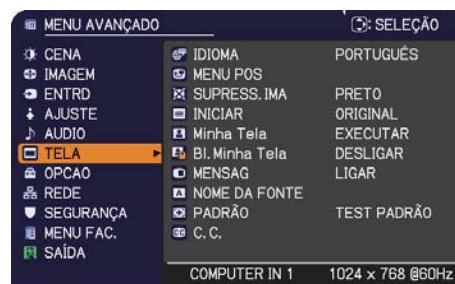 MENU AVANÇADO : SELEÇÃO
CENA
IMAGEM
ENTRD
AJUSTE
AUDIO
TELA
OPCAO
REDE
SEGURANÇA
MENU FAC.
SAÍDA
IDIOMA PORTUGUÊS
MENU POS
SUPRESS. IMA PRETO
INICIAR ORIGINAL
Minha Tela EXECUTAR
Bl. Minha Tela DESLIGAR
MENSAG LIGAR
NOME DA FONTE
PADRÃO TEST PADRÃO
C. C.
COMPUTER IN 1 1024 x 768 @60Hz